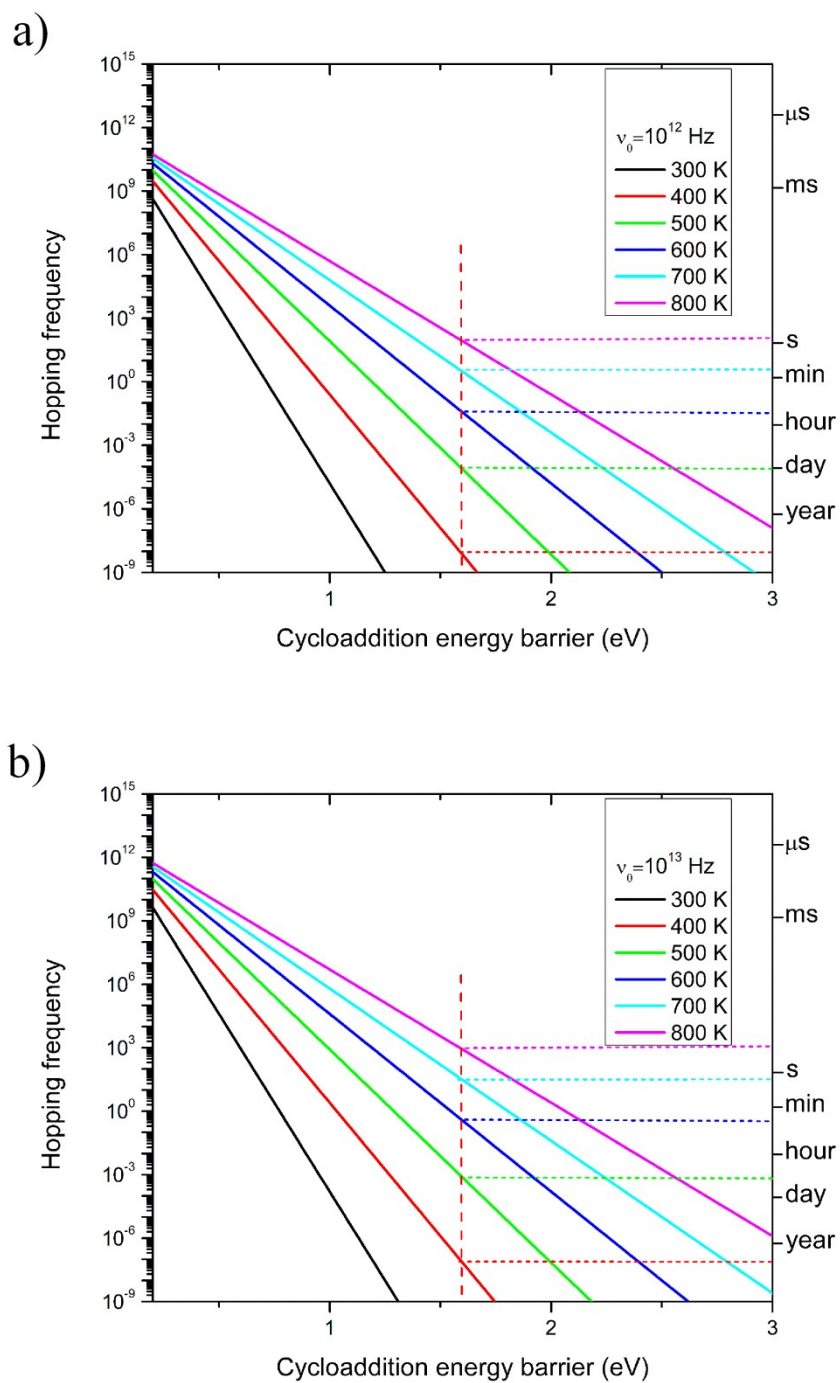 a)
10^15
10^12
10^9
10^6
10^3
10^0
10^-3
10^-6
10^-9
Hopping frequency
ν_0=10^12 Hz
300 K
400 K
500 K
600 K
700 K
800 K
μs
ms
s
min
hour
day
year
1
2
3
Cycloaddition energy barrier (eV)
b)
10^15
10^12
10^9
10^6
10^3
10^0
10^-3
10^-6
10^-9
Hopping frequency
ν_0=10^13 Hz
300 K
400 K
500 K
600 K
700 K
800 K
μs
ms
s
min
hour
day
year
1
2
3
Cycloaddition energy barrier (eV)